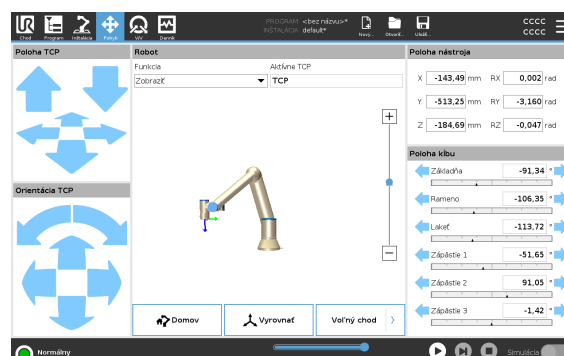 UR
PROGRAM <bez názvu>*
INŠTALÁCIA default*
CCCC
CCCC
Chod Program Inštalácia Pohyb V/V Denník Nový... Otvoriť... Uložiť...
Poloha TCP
Robot
Poloha nástroja
Funkcia
Aktívne TCP
Zobraziť
TCP
X -143,49 mm RX 0,002 rad
Y -513,25 mm RY -3,160 rad
Z -184,69 mm RZ -0,047 rad
Poloha kĺbu
Základňa -91,34 °
Orientácia TCP
Rameno -106,35 °
Lakeť -113,72 °
Zápästie 1 -51,65 °
Zápästie 2 91,05 °
Zápästie 3 -1,42 °
Domov
Vyrovnať
Voľný chod
Normálny
Simulácia